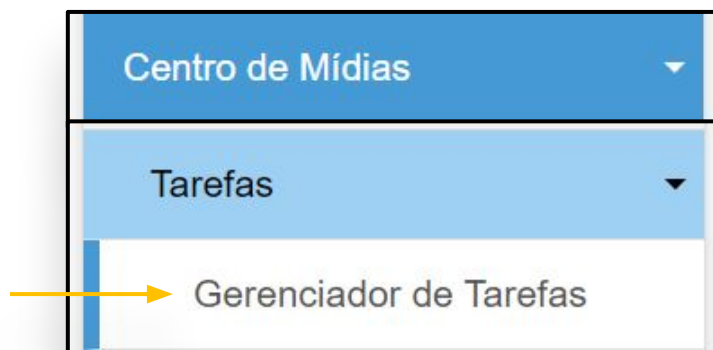 Centro de Mídias
Tarefas
Gerenciador de Tarefas